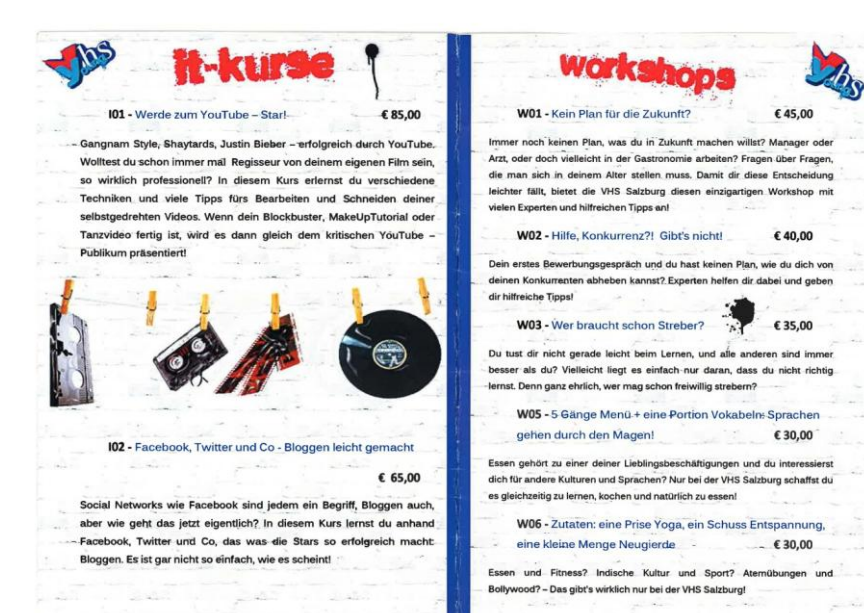 yhs
young
it-kurse
I01 - Werde zum YouTube – Star! € 85,00
Gangnam Style, Shaytards, Justin Bieber – erfolgreich durch YouTube.
Wolltest du schon immer mal Regisseur von deinem eigenen Film sein,
so wirklich professionell? In diesem Kurs erlernst du verschiedene
Techniken und viele Tipps fürs Bearbeiten und Schneiden deiner
selbstgedrehten Videos. Wenn dein Blockbuster, MakeUpTutorial oder
Tanzvideo fertig ist, wird es dann gleich dem kritischen YouTube –
Publikum präsentiert!
I02 - Facebook, Twitter und Co - Bloggen leicht gemacht
€ 65,00
Social Networks wie Facebook sind jedem ein Begriff, Bloggen auch,
aber wie geht das jetzt eigentlich? In diesem Kurs lernst du anhand
Facebook, Twitter und Co, das was die Stars so erfolgreich macht:
Bloggen. Es ist gar nicht so einfach, wie es scheint!
workshops
yhs
young
W01 - Kein Plan für die Zukunft? € 45,00
Immer noch keinen Plan, was du in Zukunft machen willst? Manager oder
Arzt, oder doch vielleicht in der Gastronomie arbeiten? Fragen über Fragen,
die man sich in deinem Alter stellen muss. Damit dir diese Entscheidung
leichter fällt, bietet die VHS Salzburg diesen einzigartigen Workshop mit
vielen Experten und hilfreichen Tipps an!
W02 - Hilfe, Konkurrenz?! Gibt's nicht! € 40,00
Dein erstes Bewerbungsgespräch und du hast keinen Plan, wie du dich von
deinen Konkurranten abheben kannst? Experten helfen dir dabei und geben
dir hilfreiche Tipps!
W03 - Wer braucht schon Streber? € 35,00
Du tust dir nicht gerade leicht beim Lernen, und alle anderen sind immer
besser als du? Vielleicht liegt es einfach nur daran, dass du nicht richtig
lernst. Denn ganz ehrlich, wer mag schon freiwillig strebern?
W05 - 5 Gänge Menü + eine Portion Vokabeln= Sprachen
gehen durch den Magen! € 30,00
Essen gehört zu einer deiner Lieblingsbeschäftigungen und du interessierst
dich für andere Kulturen und Sprachen? Nur bei der VHS Salzburg schaffst du
es gleichzeitig zu lernen, kochen und natürlich zu essen!
W06 - Zutaten: eine Prise Yoga, ein Schuss Entspannung,
eine kleine Menge Neugierde € 30,00
Essen und Fitness? Indische Kultur und Sport? Atemübungen und
Bollywood? – Das gibt's wirklich nur bei der VHS Salzburg!